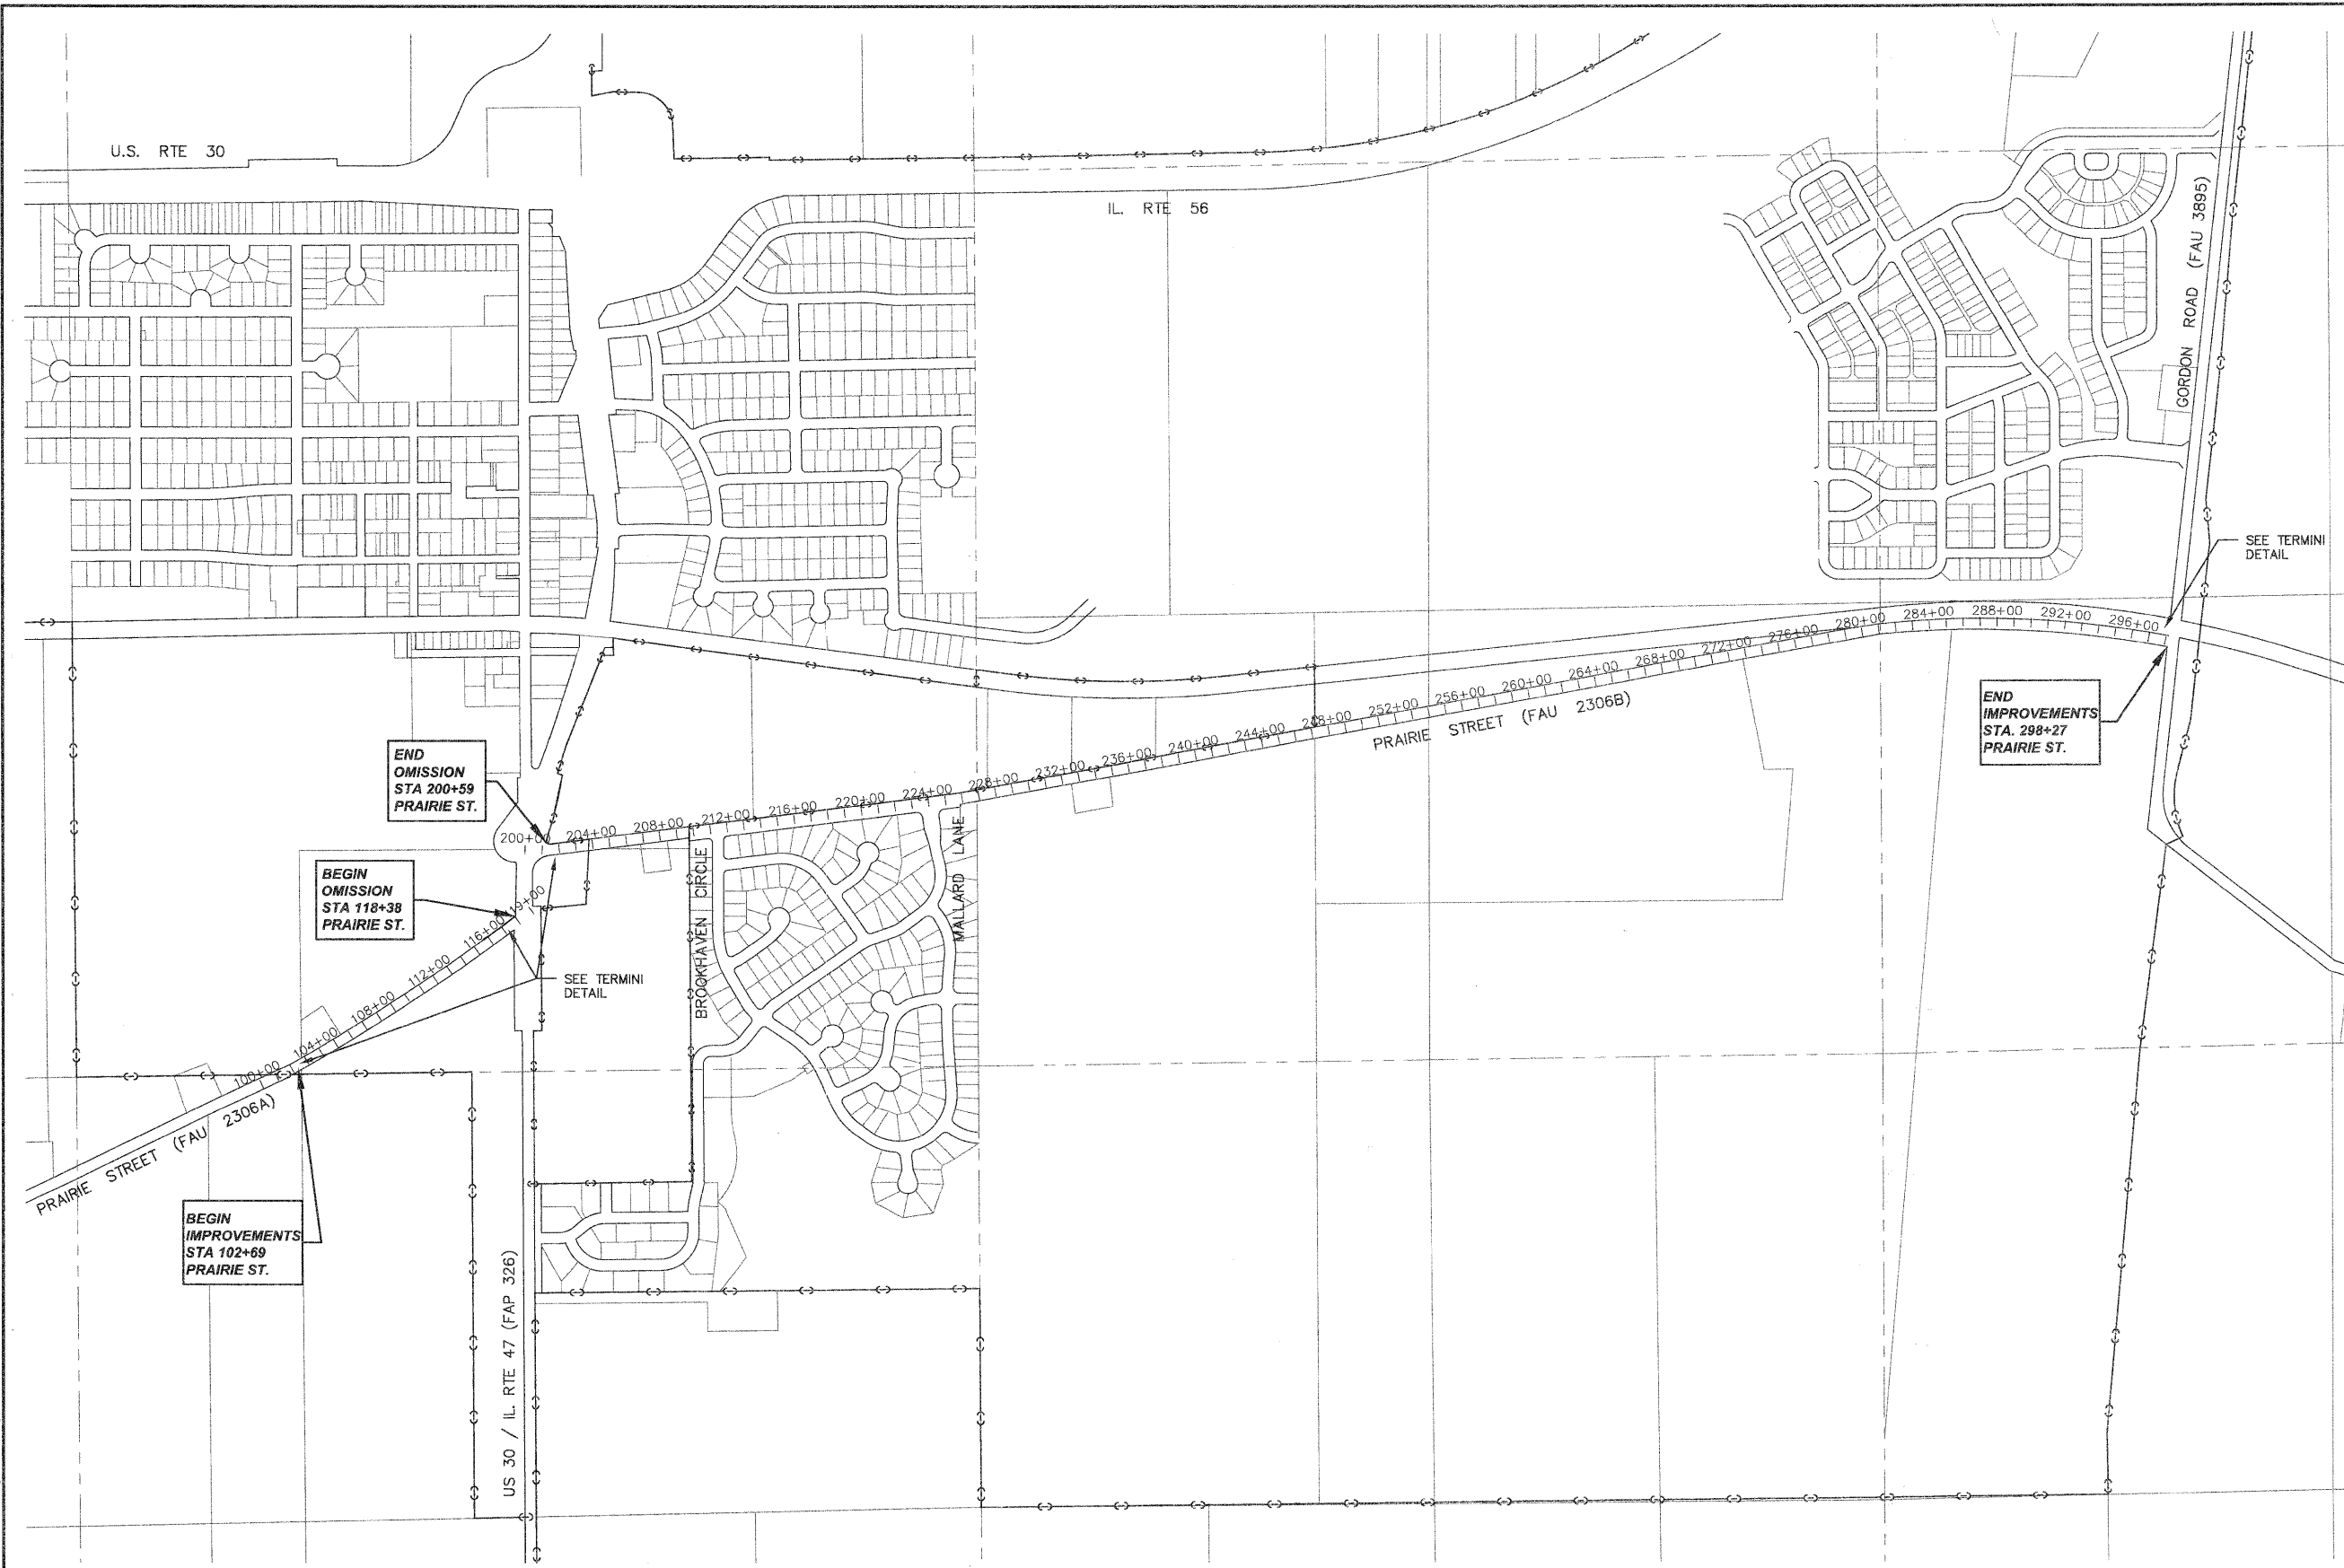 U.S. RTE 30
IL. RTE 56
GORDON ROAD (FAU 3895)
SEE TERMINI
DETAIL
284+00 288+00 292+00 296+00
280+00
276+00
272+00
268+00
264+00
260+00
256+00
252+00
248+00
244+00
240+00
236+00
232+00
228+00
224+00
220+00
216+00
212+00
208+00
204+00
200+00
PRAIRIE STREET (FAU 2306B)
END
IMPROVEMENTS
STA. 298+27
PRAIRIE ST.
END
OMISSION
STA 200+59
PRAIRIE ST.
BEGIN
OMISSION
STA 118+38
PRAIRIE ST.
119+00
116+00
112+00
108+00
104+00
100+00
BROOKHAVEN CIRCLE
MALLARD LANE
SEE TERMINI
DETAIL
PRAIRIE STREET (FAU 2306A)
BEGIN
IMPROVEMENTS
STA 102+69
PRAIRIE ST.
US 30 / IL. RTE 47 (FAP 326)